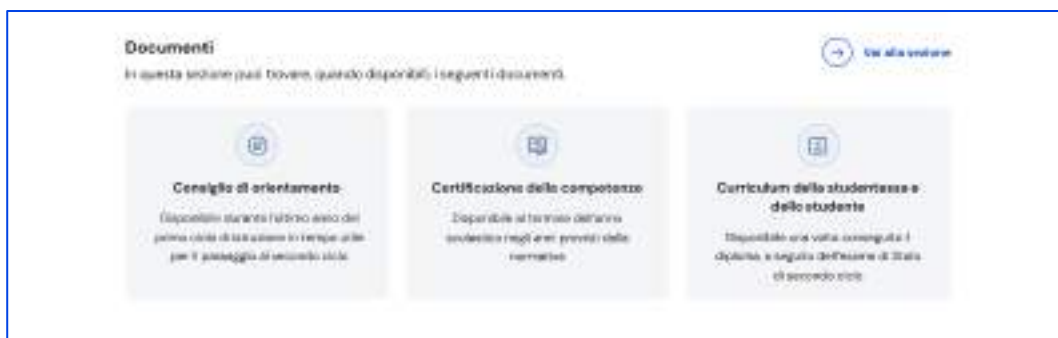 Documenti
Vai alla sezione
In questa sezione puoi trovare, quando disponibili, i seguenti documenti.
Consiglio di orientamento
Disponibile durante l'ultimo anno del
primo ciclo di istruzione in tempo utile
per il passaggio al secondo ciclo
Certificazione delle competenze
Disponibile al termine dell'anno
scolastico negli anni previsti dalla
normativa
Curriculum della studentessa e
dello studente
Disponibile una volta conseguito il
diploma, a seguito dell'esame di Stato
di secondo ciclo